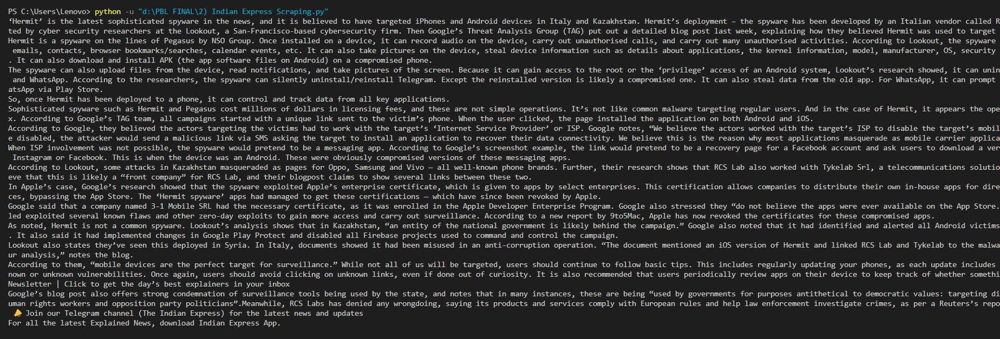 PS C:\Users\Lenovo> python -u "d:\PBL FINAL\2) Indian Express Scraping.py"
‘Hermit’ is the latest sophisticated spyware in the news, and it is believed to have targeted iPhones and Android devices in Italy and Kazakhstan. Hermit’s deployment – the spyware has been developed by an Italian vendor called R
ted by cyber security researchers at the Lookout, a San-Francisco-based cybersecurity firm. Then Google’s Threat Analysis Group (TAG) put out a detailed blog post last week, explaining how they believed Hermit was used to target
Hermit is a spyware on the lines of Pegasus by NSO Group. Once installed on a device, it can record audio on the device, carry out unauthorised calls, and carry out many unauthorised activities. According to Lookout, the spyware
emails, contacts, browser bookmarks/searches, calendar events, etc. It can also take pictures on the device, steal device information such as details about applications, the kernel information, model, manufacturer, OS, security
. It can also download and install APK (the app software files on Android) on a compromised phone.
The spyware can also upload files from the device, read notifications, and take pictures of the screen. Because it can gain access to the root or the ‘privilege’ access of an Android system, Lookout’s research showed, it can unin
and WhatsApp. According to the researchers, the spyware can silently uninstall/reinstall Telegram. Except the reinstalled version is likely a compromised one. It can also steal data from the old app. For WhatsApp, it can prompt
atsApp via Play Store.
So, once Hermit has been deployed to a phone, it can control and track data from all key applications.
Sophisticated spyware such as Hermit and Pegasus cost millions of dollars in licensing fees, and these are not simple operations. It’s not like common malware targeting regular users. And in the case of Hermit, it appears the ope
x. According to Google’s TAG team, all campaigns started with a unique link sent to the victim’s phone. When the user clicked, the page installed the application on both Android and iOS.
According to Google, they believed the actors targeting the victims had to work with the target’s ‘Internet Service Provider’ or ISP. Google notes, “We believe the actors worked with the target’s ISP to disable the target’s mobil
e disabled, the attacker would send a malicious link via SMS asking the target to install an application to recover their data connectivity. We believe this is the reason why most applications masquerade as mobile carrier applica
When ISP involvement was not possible, the spyware would pretend to be a messaging app. According to Google’s screenshot example, the link would pretend to be a recovery page for a Facebook account and ask users to download a ver
Instagram or Facebook. This is when the device was an Android. These were obviously compromised versions of these messaging apps.
According to Lookout, some attacks in Kazakhstan masqueraded as pages for Oppo, Samsung and Vivo — all well-known phone brands. Further, their research shows that RCS Lab also worked with Tykelab Srl, a telecommunications solutio
eve that this is likely a “front company” for RCS Lab, and their blogpost claims to show several links between these two.
In Apple’s case, Google’s research showed that the spyware exploited Apple’s enterprise certificate, which is given to apps by select enterprises. This certification allows companies to distribute their own in-house apps for dire
ces, bypassing the App Store. The ‘Hermit spyware’ apps had managed to get these certifications — which have since been revoked by Apple.
Google said that a company named 3-1 Mobile SRL had the necessary certificate, as it was enrolled in the Apple Developer Enterprise Program. Google also stressed they “do not believe the apps were ever available on the App Store.
led exploited several known flaws and other zero-day exploits to gain more access and carry out surveillance. According to a new report by 9to5Mac, Apple has now revoked the certificates for these compromised apps.
As noted, Hermit is not a common spyware. Lookout’s analysis shows that in Kazakhstan, “an entity of the national government is likely behind the campaign.” Google also noted that it had identified and alerted all Android victims
. It also said it had implemented changes in Google Play Protect and disabled all Firebase projects used to command and control the campaign.
Lookout also states they’ve seen this deployed in Syria. In Italy, documents showed it had been misused in an anti-corruption operation. “The document mentioned an iOS version of Hermit and linked RCS Lab and Tykelab to the malwa
ur analysis,” notes the blog.
According to them, “mobile devices are the perfect target for surveillance.” While not all of us will be targeted, users should continue to follow basic tips. This includes regularly updating your phones, as each update includes
nown or unknown vulnerabilities. Once again, users should avoid clicking on unknown links, even if done out of curiosity. It is also recommended that users periodically review apps on their device to keep track of whether somethi
Newsletter | Click to get the day’s best explainers in your inbox
Google’s blog post also offers strong condemnation of surveillance tools being used by the state, and notes that in many instances, these are being “used by governments for purposes antithetical to democratic values: targeting di
uman rights workers and opposition party politicians”.Meanwhile, RCS Labs has denied any wrongdoing, saying its products and services comply with European rules and help law enforcement investigate crimes, as per a Reuters’s repo
📣 Join our Telegram channel (The Indian Express) for the latest news and updates
For all the latest Explained News, download Indian Express App.